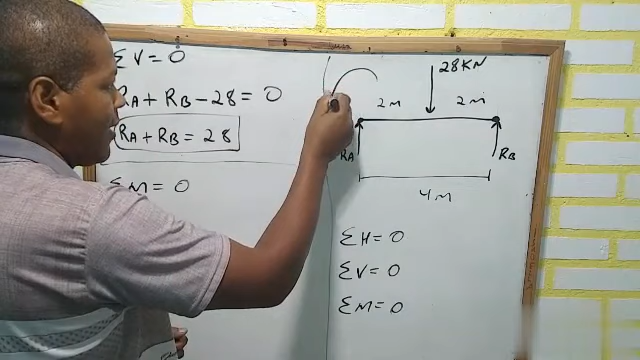 ΣV = 0
RA + RB - 28 = 0
RA + RB = 28
ΣM = 0
28KN
2M 2M
RA RB
4M
ΣH = 0
ΣV = 0
ΣM = 0